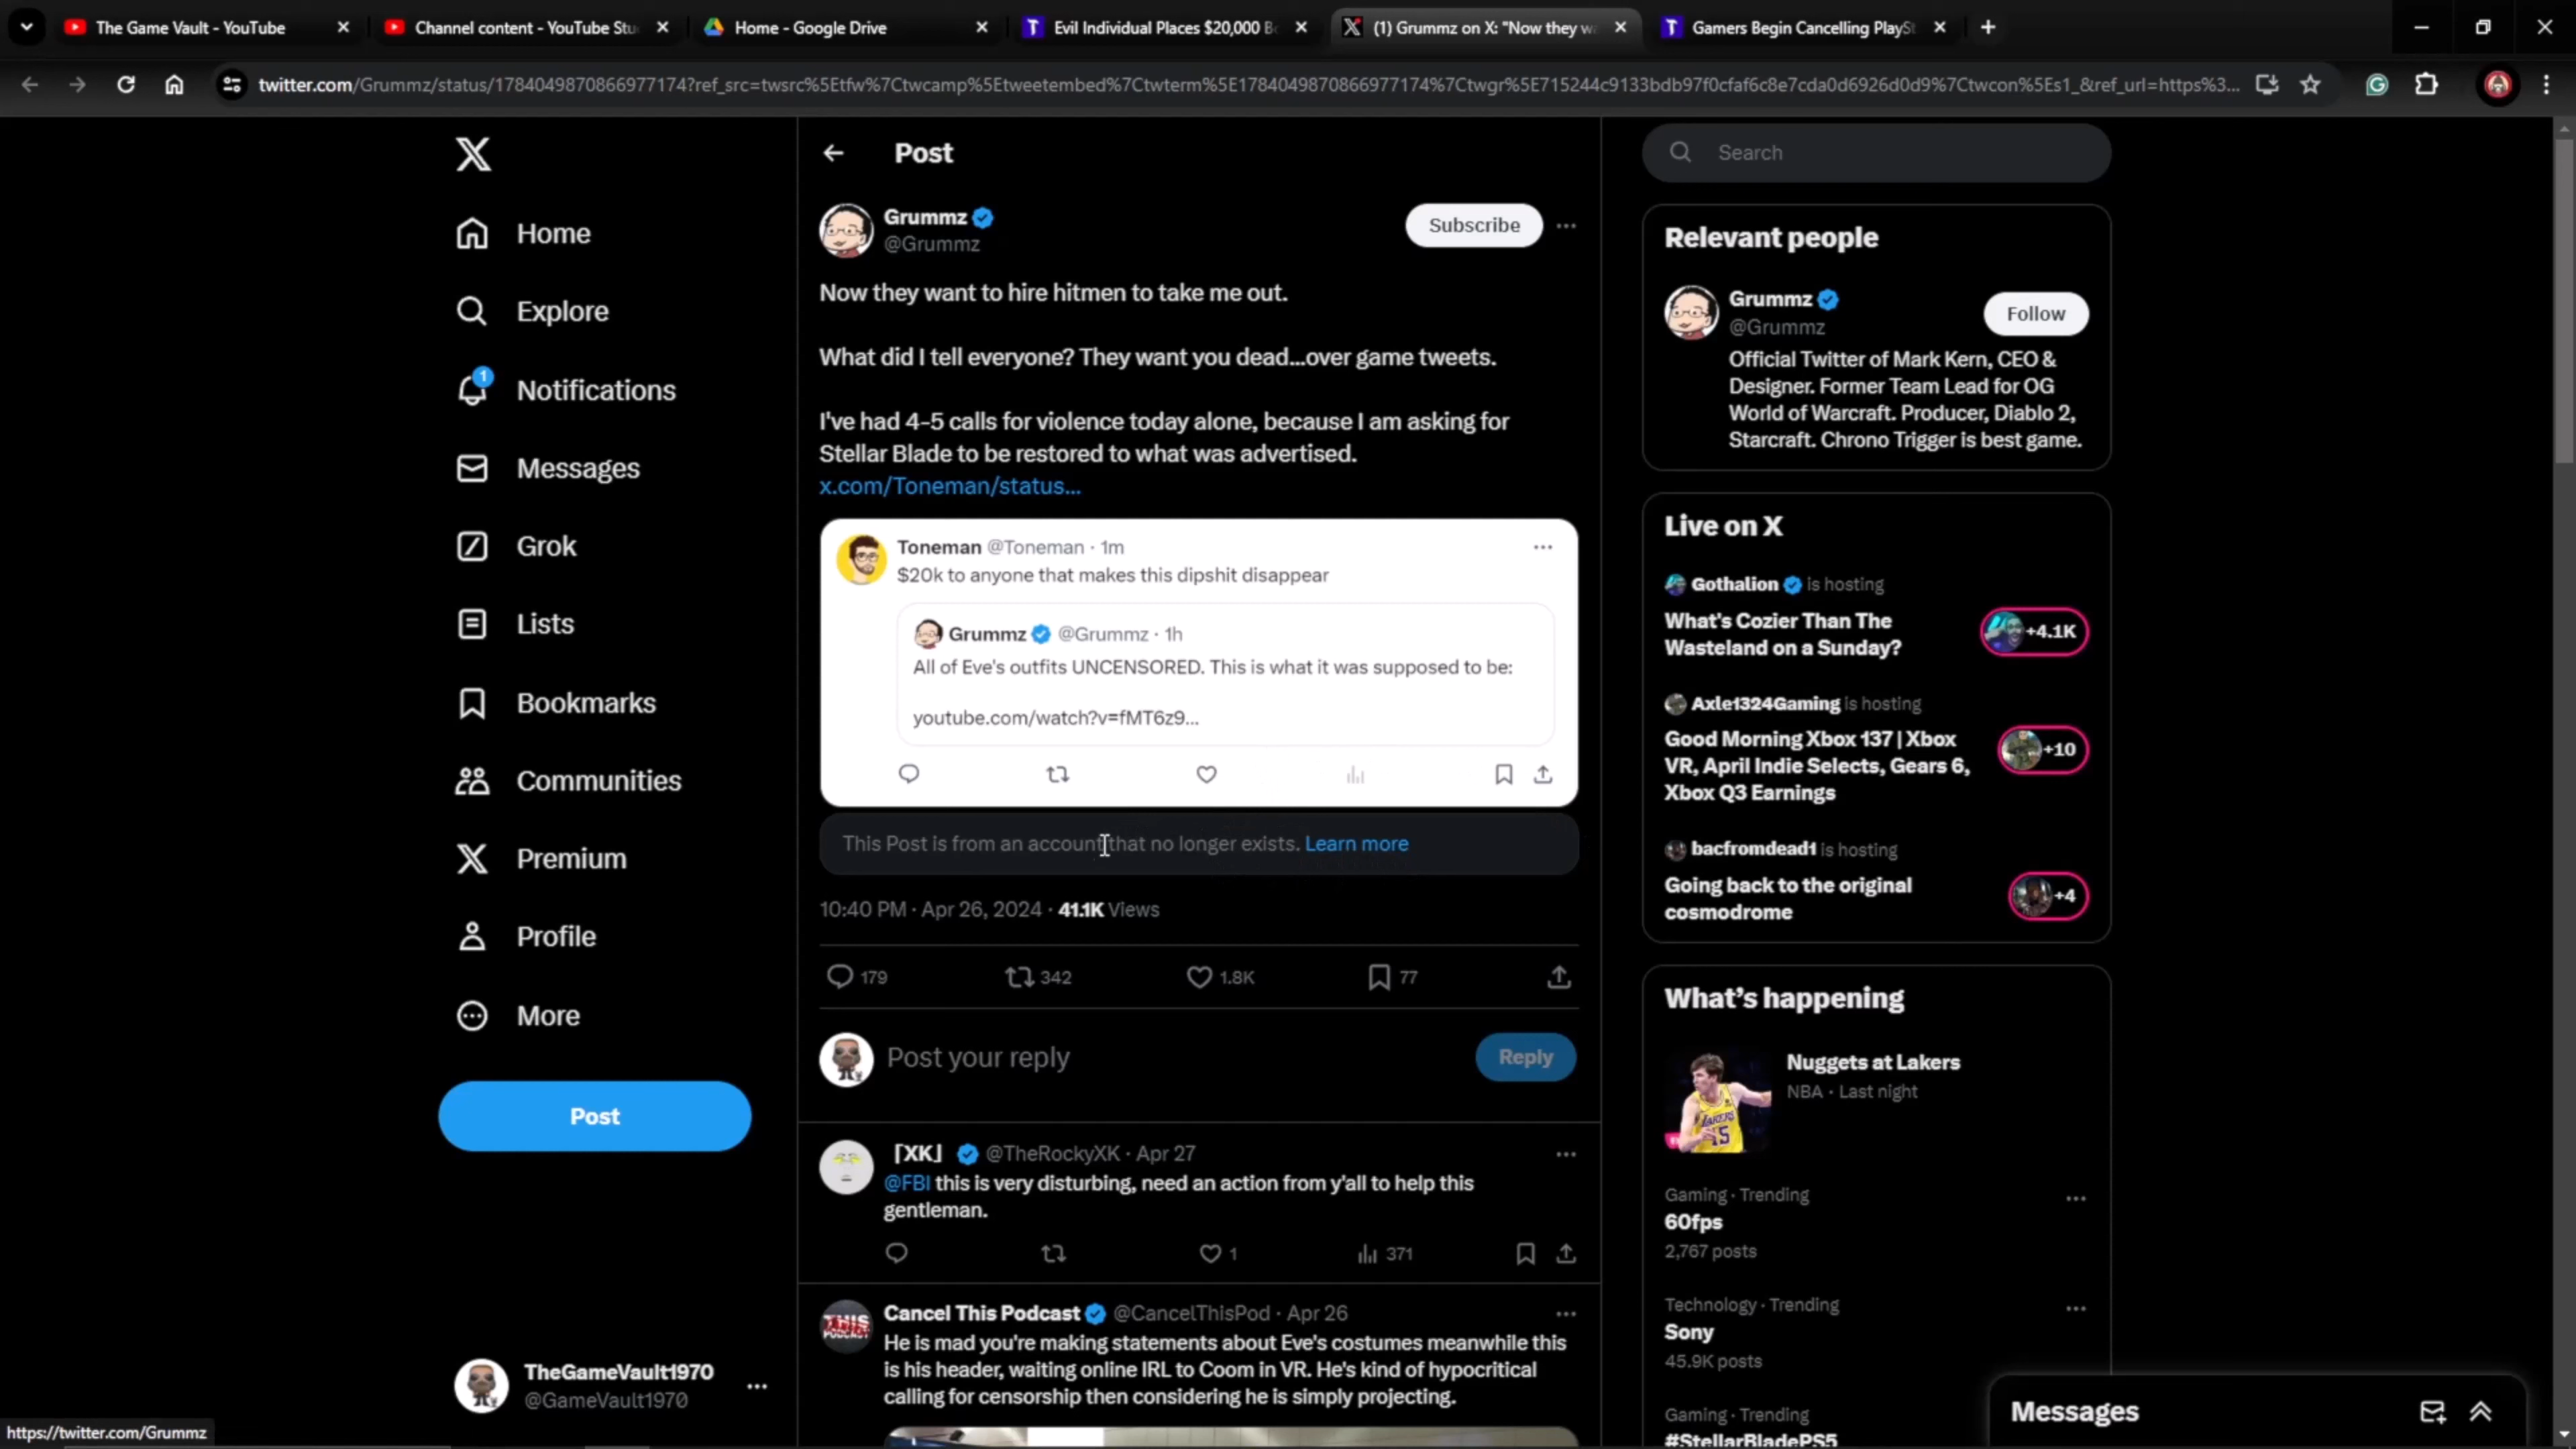 The Game Vault - YouTube
Channel content - YouTube Stu
Home - Google Drive
Evil Individual Places $20,000 Bo
(1) Grummz on X: "Now they wa
Gamers Begin Cancelling PlaySt
twitter.com/Grummz/status/1784049870866977174?ref_src=twsrc%5Etfw%7Ctwcamp%5Etweetembed%7Ctwterm%5E1784049870866977174%7Ctwgr%5E715244c9133bdb97f0cfaf6c8e7cda0d6926d0d9%7Ctwcon%5Es1_&ref_url=https%3...
Home
Explore
1
Notifications
Messages
Grok
Lists
Bookmarks
Communities
Premium
Profile
More
Post
TheGameVault1970
@GameVault1970
https://twitter.com/Grummz
Post
Grummz
@Grummz
Subscribe
Now they want to hire hitmen to take me out.
What did I tell everyone? They want you dead...over game tweets.
I've had 4-5 calls for violence today alone, because I am asking for
Stellar Blade to be restored to what was advertised.
x.com/Toneman/status...
Toneman @Toneman · 1m
$20k to anyone that makes this dipshit disappear
Grummz @Grummz · 1h
All of Eve's outfits UNCENSORED. This is what it was supposed to be:
youtube.com/watch?v=fMT6z9...
This Post is from an account that no longer exists. Learn more
10:40 PM · Apr 26, 2024 · 41.1K Views
179
342
1.8K
77
Post your reply
Reply
[XK] @TheRockyXK · Apr 27
@FBI this is very disturbing, need an action from y'all to help this
gentleman.
1
371
Cancel This Podcast @CancelThisPod · Apr 26
He is mad you're making statements about Eve's costumes meanwhile this
is his header, waiting online IRL to Coom in VR. He's kind of hypocritical
calling for censorship then considering he is simply projecting.
Search
Relevant people
Grummz
@Grummz
Follow
Official Twitter of Mark Kern, CEO &
Designer. Former Team Lead for OG
World of Warcraft. Producer, Diablo 2,
Starcraft. Chrono Trigger is best game.
Live on X
Gothalion is hosting
What's Cozier Than The
Wasteland on a Sunday?
+4.1K
Axle1324Gaming is hosting
Good Morning Xbox 137 | Xbox
VR, April Indie Selects, Gears 6,
Xbox Q3 Earnings
+10
bacfromdead1 is hosting
Going back to the original
cosmodrome
+4
What's happening
Nuggets at Lakers
NBA · Last night
Gaming · Trending
60fps
2,767 posts
Technology · Trending
Sony
45.9K posts
Gaming · Trending
#StellarBladePS5
Messages